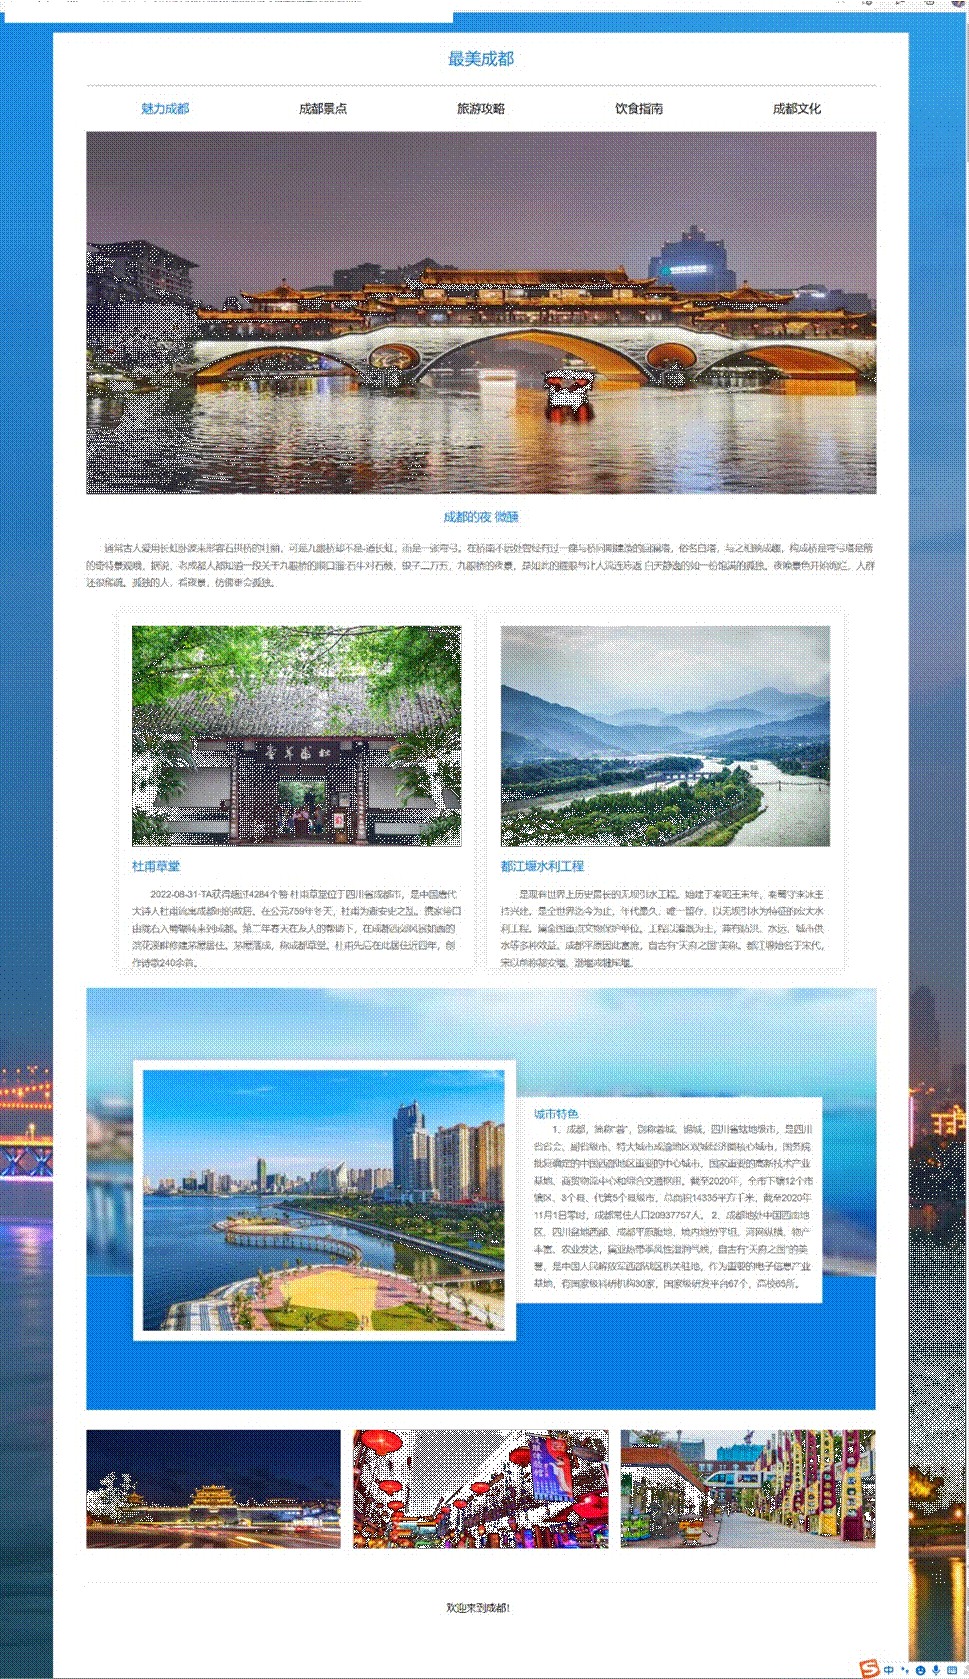 最美成都
魅力成都 成都景点 旅游攻略 饮食指南 成都文化
成都的夜 微醺
通常古人爱用长虹卧波来形容石拱桥的壮丽，可是九眼桥却不是一道长虹，而是一张弯弓。在桥南不远处曾经有过一座与桥同期建造的回澜塔，俗名白塔，与之相映成趣，构成桥是弯弓塔是箭
的奇特景观哦。据说，老成都人都知道一段关于九眼桥的顺口溜:石牛对石鼓，银子二万五，九眼桥的夜景，是如此的摇曳与让人流连忘返 白天静谧的如一份饱满的孤独。夜晚景色开始绚烂，人群
还很稀疏。孤独的人，看夜景，仿佛更会孤独。
杜甫草堂
2022-08-31·TA获得超过4284个赞 杜甫草堂位于四川省成都市，是中国唐代
大诗人杜甫流寓成都时的故居。在公元759年冬天，杜甫为避安史之乱。携家带口
由陇右入蜀辗转来到成都。第二年春天在友人的帮助下，在成都西郊风景如画的
浣花溪畔修建茅屋居住。茅屋落成，称成都草堂。杜甫先后在此居住近四年，创
作诗歌240余首。
都江堰水利工程
是现有世界上历史最长的无坝引水工程。始建于秦昭王末年，秦蜀守李冰主
持兴建。是全世界迄今为止，年代最久、唯一留存、以无坝引水为特征的宏大水
利工程。属全国重点文物保护单位。工程以灌溉为主，兼有防洪、水运、城市供
水等多种效益。成都平原因此富庶，自古有“天府之国”美称。都江堰始名于宋代，
宋以前称都安堰、湔堰或犍尾堰。
城市特色
1、成都，简称“蓉”，别称蓉城、锦城，四川省辖地级市，是四川
省省会、副省级市、特大城市成渝地区双城经济圈核心城市，国务院
批复确定的中国西部地区重要的中心城市，国家重要的高新技术产业
基地、商贸物流中心和综合交通枢纽。截至2020年，全市下辖12个市
辖区、3个县、代管5个县级市，总面积14335平方千米，截至2020年
11月1日零时，成都常住人口20937757人。 2、成都地处中国西南地
区、四川盆地西部、成都平原腹地，境内地势平坦、河网纵横、物产
丰富、农业发达，属亚热带季风性湿润气候，自古有“天府之国”的美
誉，是中国人民解放军西部战区机关驻地。作为重要的电子信息产业
基地，有国家级科研机构30家，国家级研发平台67个，高校65所。
欢迎来到成都!
中